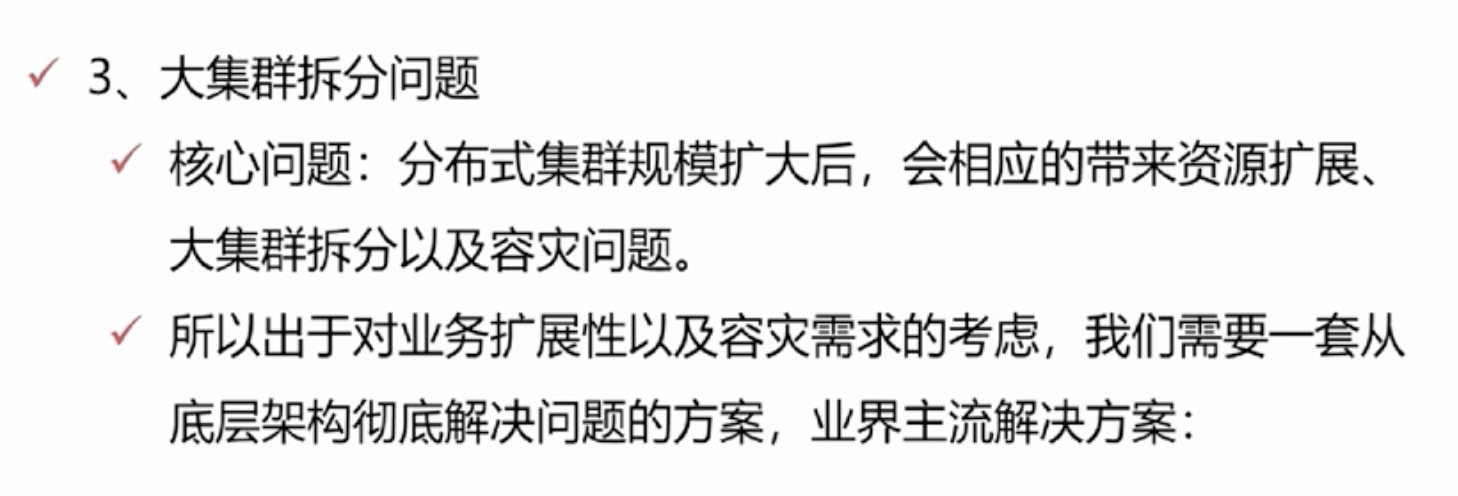 ✓ 3、大集群拆分问题
✓ 核心问题：分布式集群规模扩大后，会相应的带来资源扩展、
大集群拆分以及容灾问题。
✓ 所以出于对业务扩展性以及容灾需求的考虑，我们需要一套从
底层架构彻底解决问题的方案，业界主流解决方案：